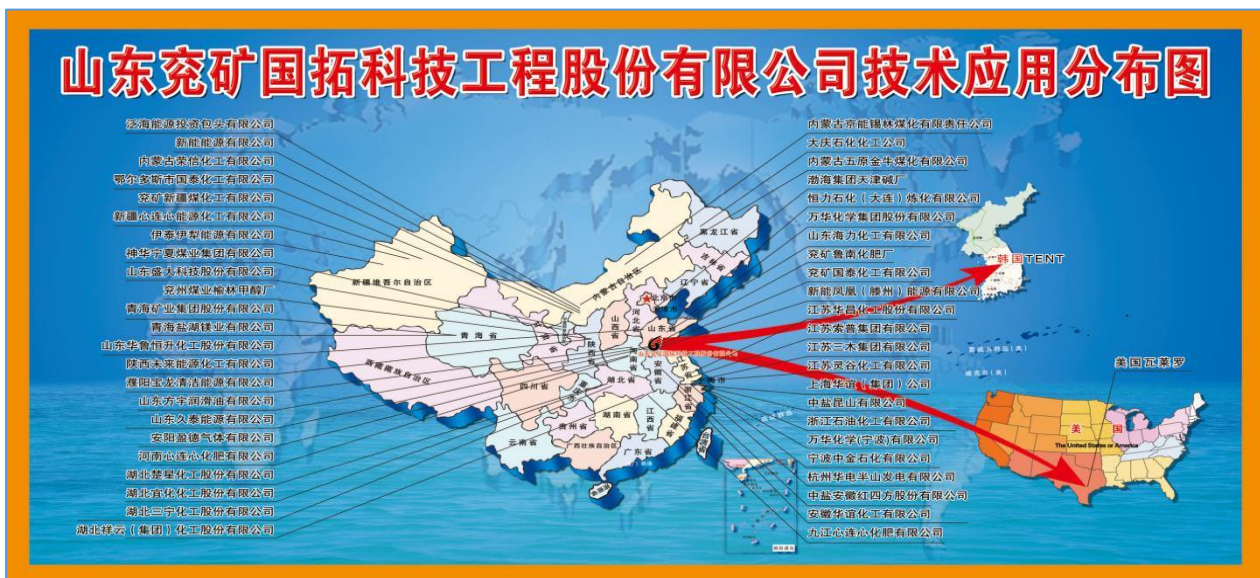 山东兖矿国拓科技工程股份有限公司技术应用分布图
泛海能源投资包头有限公司
新能能源有限公司
内蒙古荣信化工有限公司
鄂尔多斯市国泰化工有限公司
兖矿新疆煤化工有限公司
新疆心连心能源化工有限公司
伊泰伊犁能源有限公司
神华宁夏煤业集团有限公司
山东盛大科技股份有限公司
兖州煤业榆林甲醇厂
青海矿业集团股份有限公司
青海盐湖镁业有限公司
山东华鲁恒升化工股份有限公司
陕西未来能源化工有限公司
濮阳宝龙清洁能源有限公司
山东方宇润滑油有限公司
山东久泰能源有限公司
安阳盈德气体有限公司
河南心连心化肥有限公司
湖北楚星化工股份有限公司
湖北宜化化工股份有限公司
湖北三宁化工股份有限公司
湖北祥云（集团）化工股份有限公司
内蒙古京能锡林煤化有限责任公司
大庆石化化工公司
内蒙古五原金牛煤化有限公司
渤海集团天津碱厂
恒力石化（大连）炼化有限公司
万华化学集团股份有限公司
山东海力化工有限公司
兖矿鲁南化肥厂
兖矿国泰化工有限公司
新能凤凰（滕州）能源有限公司
江苏华昌化工股份有限公司
江苏索普集团有限公司
江苏三木集团有限公司
江苏灵谷化工有限公司
上海华谊（集团）公司
中盐昆山有限公司
浙江石油化工有限公司
万华化学(宁波)有限公司
宁波中金石化有限公司
杭州华电半山发电有限公司
中盐安徽红四方股份有限公司
安徽华谊化工有限公司
九江心连心化肥有限公司
黑龙江省
吉林省
辽宁省
内蒙古自治区
新疆维吾尔自治区
北京市
河北省
山西省
山东省
青海省
甘肃省
陕西省
河南省
西藏藏族自治区
四川省
重庆市
湖北省
安徽省
浙江省
湖南省
江西省
福建省
贵州省
云南省
广西壮族自治区
广东省
台湾省
海南省
韩国TENT
美国瓦莱罗
美 国
The United States or America